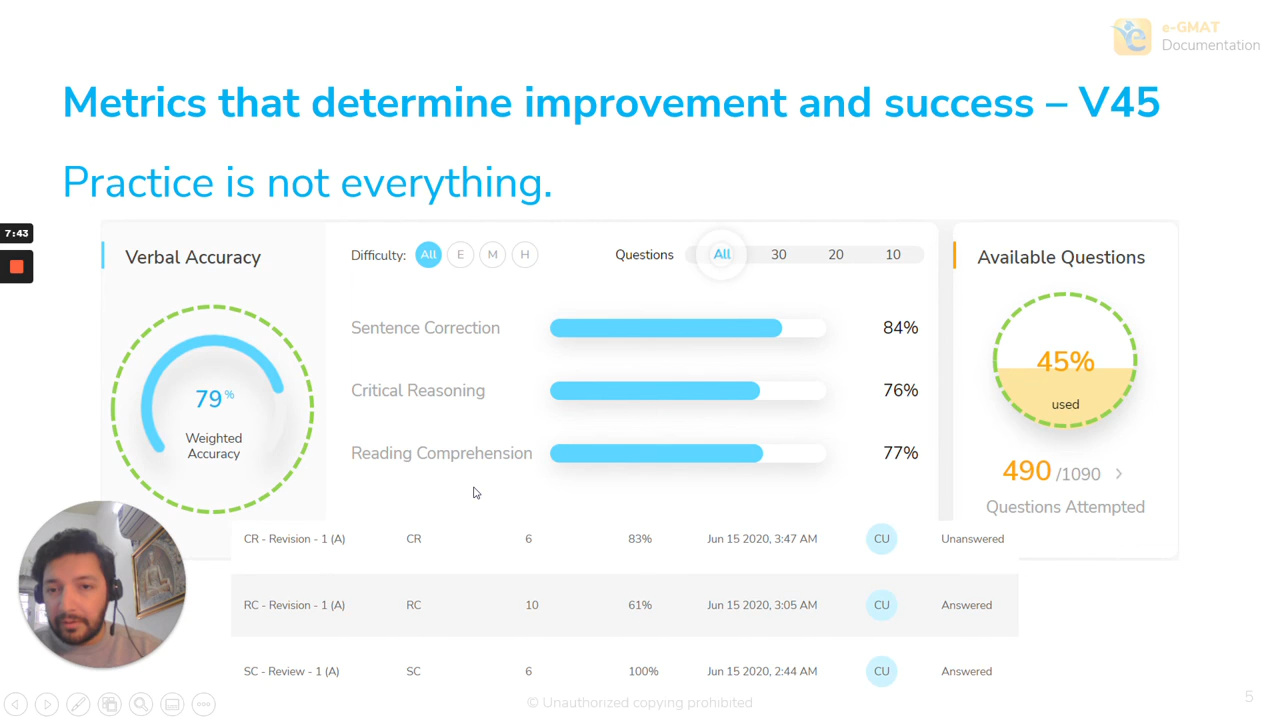 e-GMAT
Documentation
Metrics that determine improvement and success – V45
Practice is not everything.
7:43
Verbal Accuracy
Difficulty: All E M H
Questions All 30 20 10
Available Questions
Sentence Correction 84%
Critical Reasoning 76%
Reading Comprehension 77%
79%
Weighted
Accuracy
45%
used
490 /1090
Questions Attempted
CR - Revision - 1 (A) CR 6 83% Jun 15 2020, 3:47 AM CU Unanswered
RC - Revision - 1 (A) RC 10 61% Jun 15 2020, 3:05 AM CU Answered
SC - Review - 1 (A) SC 6 100% Jun 15 2020, 2:44 AM CU Answered
© Unauthorized copying prohibited
5